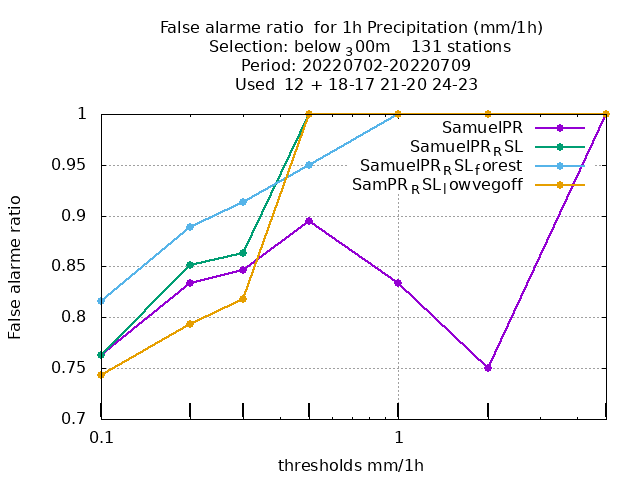 False alarme ratio  for 1h Precipitation (mm/1h)
Selection: below ₃00m    131 stations
Period: 20220702-20220709
Used  12 + 18-17 21-20 24-23
SamuelPR
SamuelPR_RSL
SamuelPR_RSL_forest
SamPR_RSL_lowvegoff
False alarme ratio
1
0.95
0.9
0.85
0.8
0.75
0.7
0.1
1
thresholds mm/1h